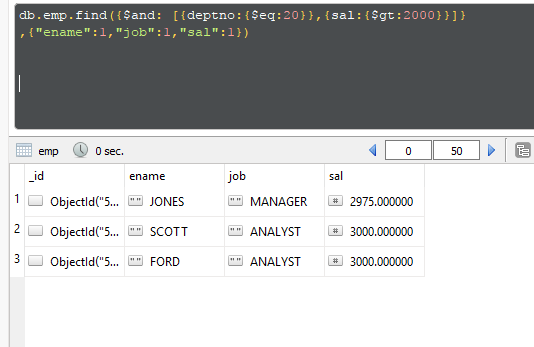 db.emp.find({$and: [{deptno:{$eq:20}},{sal:{$gt:2000}}]}
,{"ename":1,"job":1,"sal":1})
emp 0 sec. 0 50
_id ename job sal
1 ObjectId("5... "" JONES "" MANAGER # 2975.000000
2 ObjectId("5... "" SCOTT "" ANALYST # 3000.000000
3 ObjectId("5... "" FORD "" ANALYST # 3000.000000